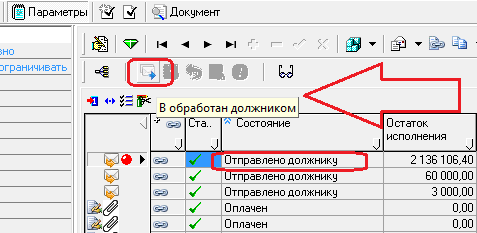 Параметры
Документ
вно
ограничивать
В обработан должником
Ста..
Состояние
Остаток
исполнения
Отправлено должнику
2 136 106,40
Отправлено должнику
60 000,00
Отправлено должнику
3 000,00
Оплачен
0,00
Оплачен
0,00